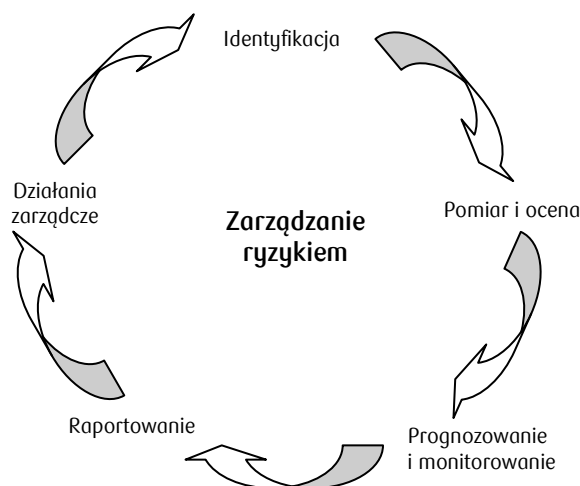 Identyfikacja
Pomiar i ocena
Prognozowanie
i monitorowanie
Raportowanie
Działania
zarządcze
Zarządzanie
ryzykiem